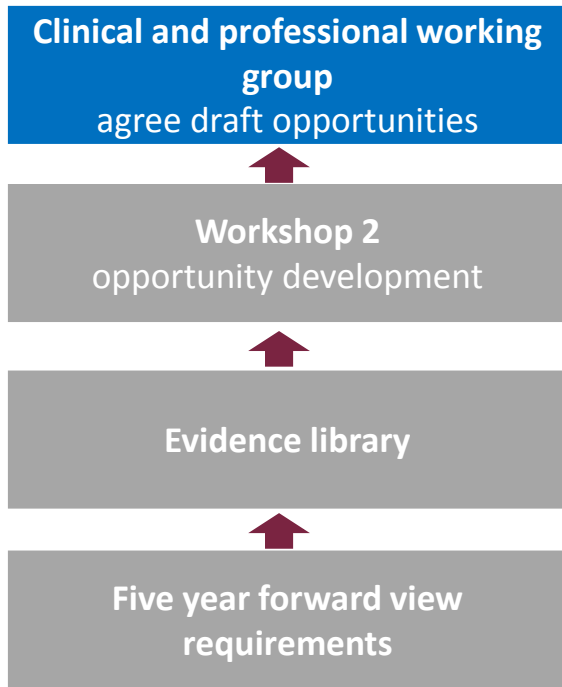 Clinical and professional working
group
agree draft opportunities
Workshop 2
opportunity development
Evidence library
Five year forward view
requirements